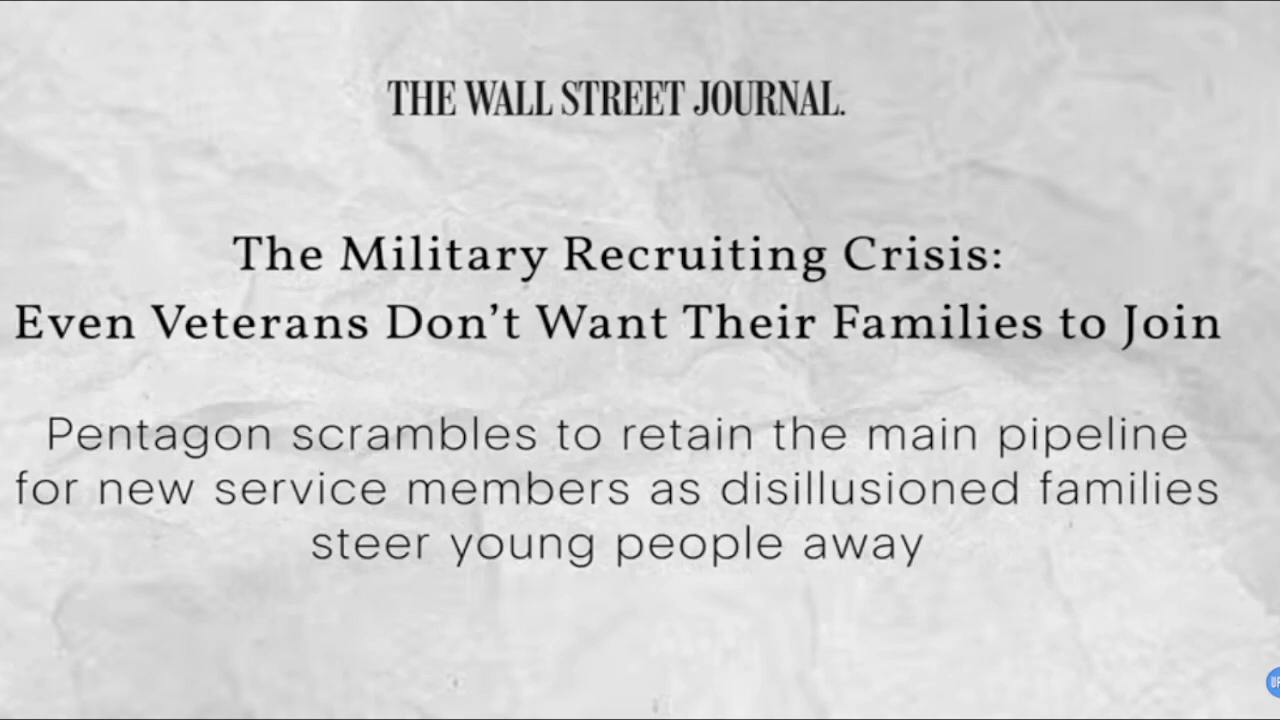 THE WALL STREET JOURNAL.
The Military Recruiting Crisis:
Even Veterans Don’t Want Their Families to Join
Pentagon scrambles to retain the main pipeline
for new service members as disillusioned families
steer young people away